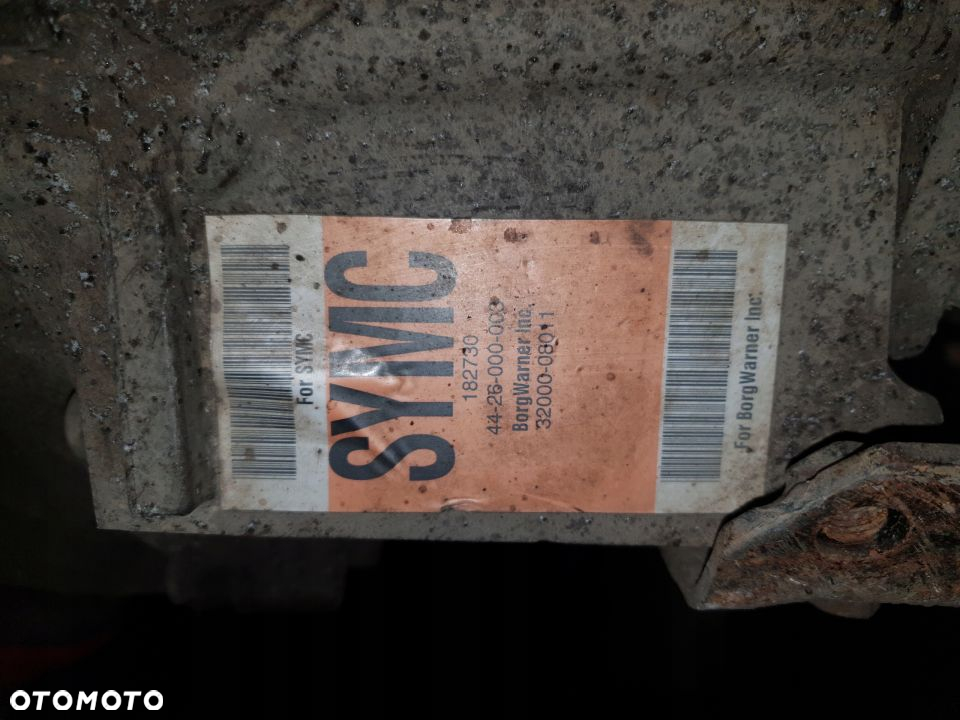 For SYMC
SYMC
182730
44-26-000-003
BorgWarner Inc.
32000-08011
For BorgWarner Inc.
OTOMOTO